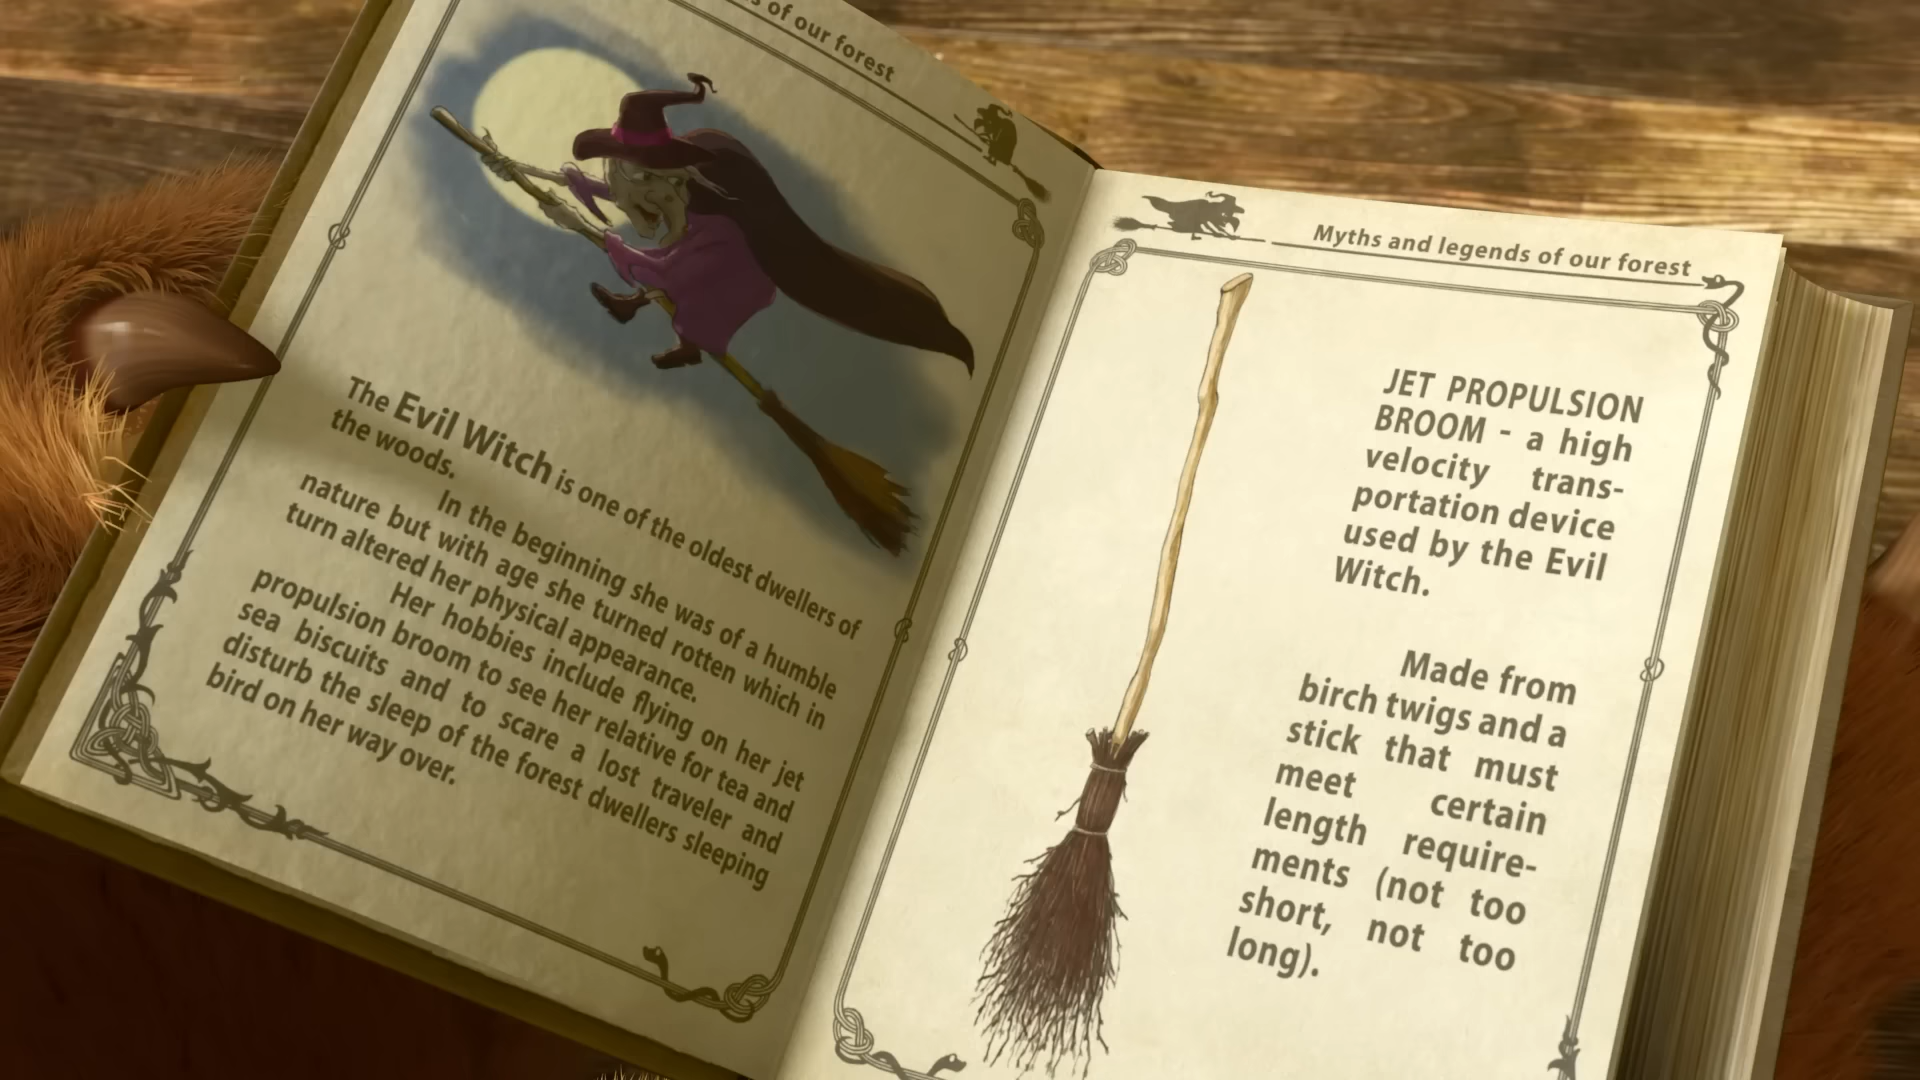 s of our forest
The Evil Witch is one of the oldest dwellers of
the woods.
In the beginning she was of a humble
nature but with age she turned rotten which in
turn altered her physical appearance.
Her hobbies include flying on her jet
propulsion broom to see her relative for tea and
sea biscuits and to scare a lost traveler and
disturb the sleep of the forest dwellers sleeping
bird on her way over.
Myths and legends of our forest
JET PROPULSION
BROOM - a high
velocity trans-
portation device
used by the Evil
Witch.
Made from
birch twigs and a
stick that must
meet certain
length require-
ments (not too
short, not too
long).